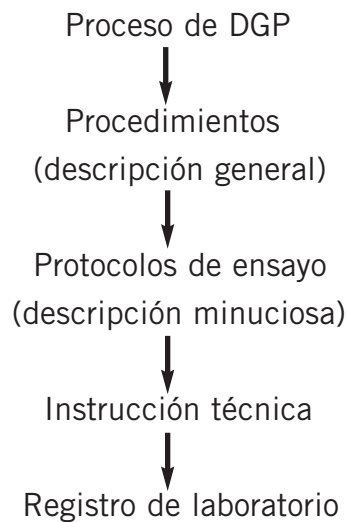 Proceso de DGP
Procedimientos
(descripción general)
Protocolos de ensayo
(descripción minuciosa)
Instrucción técnica
Registro de laboratorio